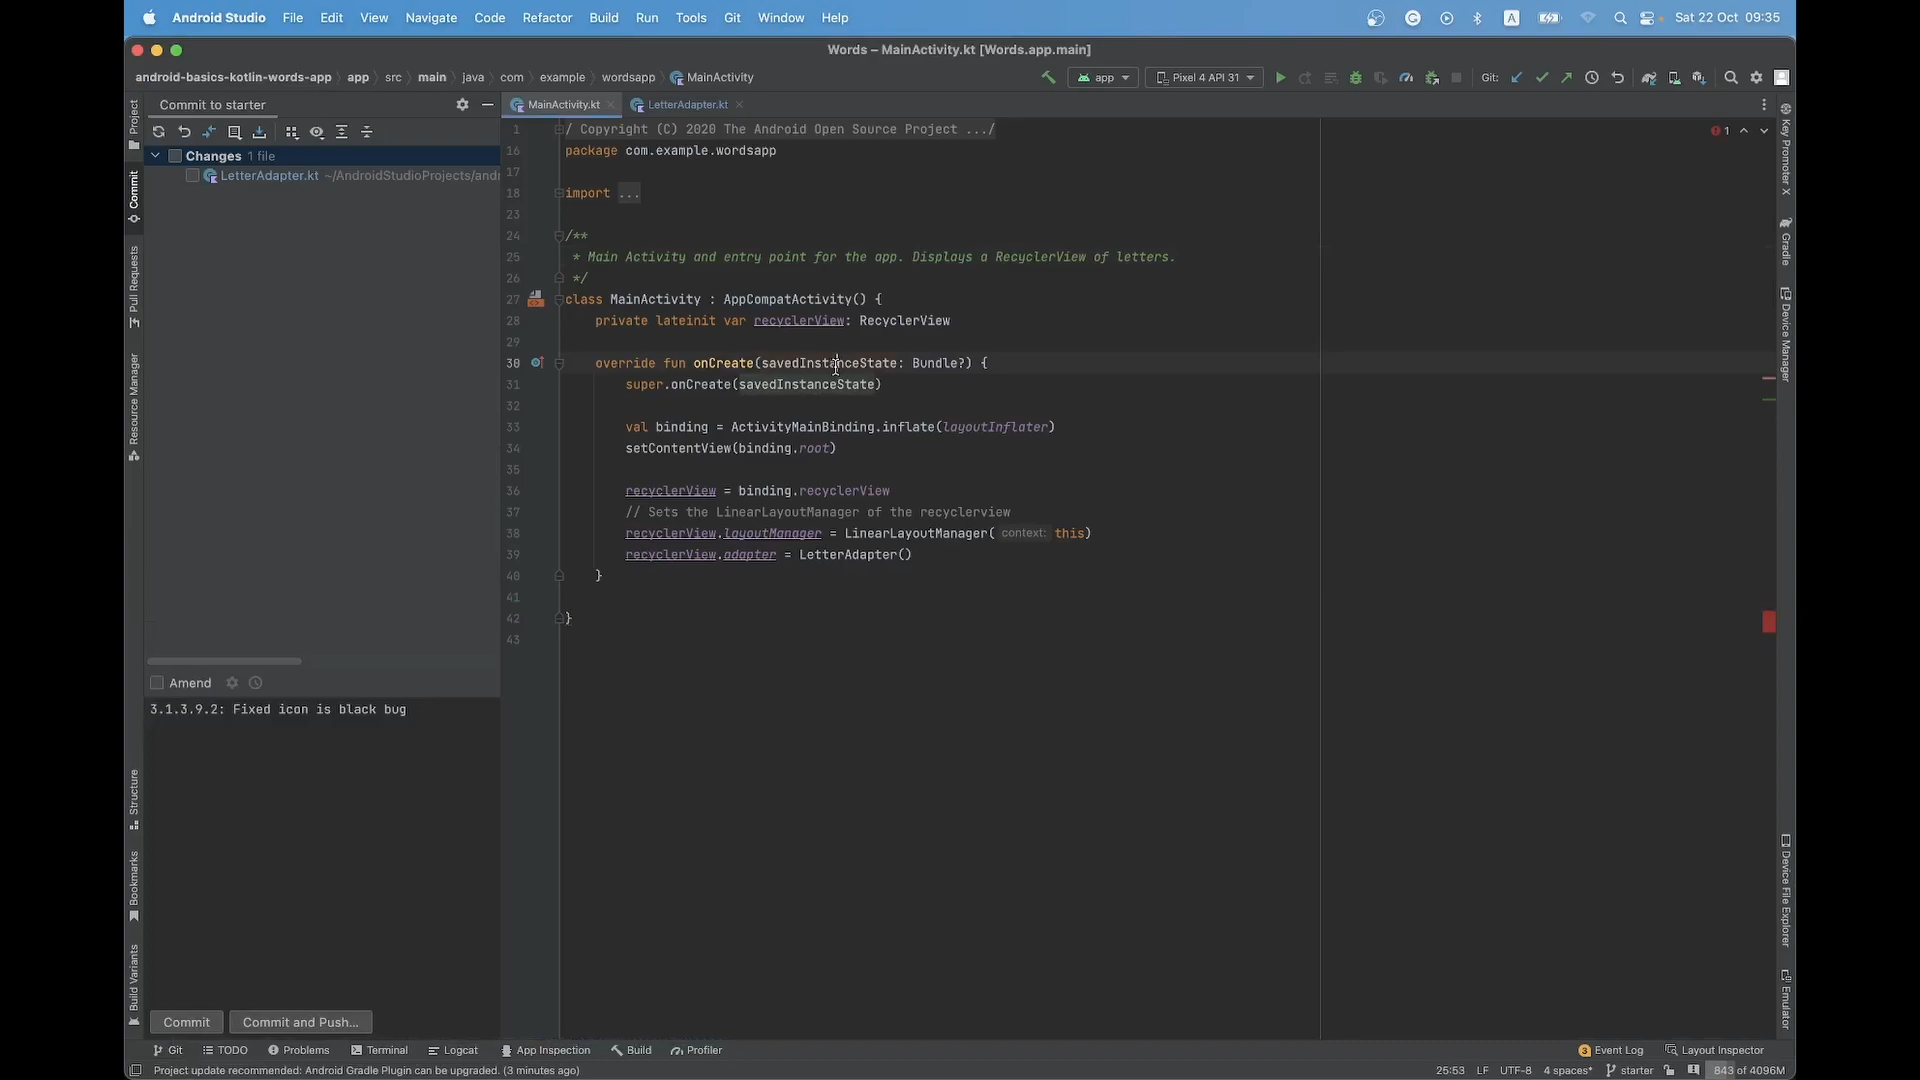 Android Studio File Edit View Navigate Code Refactor Build Run Tools Git Window Help A Sat 22 Oct 09:35
Words – MainActivity.kt [Words.app.main]
android-basics-kotlin-words-app app src main java com example wordsapp MainActivity app Pixel 4 API 31 Git:
Commit to starter
MainActivity.kt LetterAdapter.kt
Changes 1 file
LetterAdapter.kt ~/AndroidStudioProjects/andr
Amend
3.1.3.9.2: Fixed icon is black bug
Commit Commit and Push...
Project
Commit
Pull Requests
Resource Manager
Structure
Bookmarks
Build Variants
1 / Copyright (C) 2020 The Android Open Source Project .../
16 package com.example.wordsapp
17
18 import ...
23
24 /**
25 * Main Activity and entry point for the app. Displays a RecyclerView of letters.
26 */
27 class MainActivity : AppCompatActivity() {
28 private lateinit var recyclerView: RecyclerView
30 override fun onCreate(savedInstanceState: Bundle?) {
31 super.onCreate(savedInstanceState)
32
33 val binding = ActivityMainBinding.inflate(layoutInflater)
34 setContentView(binding.root)
35
36 recyclerView = binding.recyclerView
37 // Sets the LinearLayoutManager of the recyclerview
38 recyclerView.layoutManager = LinearLayoutManager( context: this)
39 recyclerView.adapter = LetterAdapter()
40 }
41
42 }
43
1
Key Promoter X
Gradle
Device Manager
Device File Explorer
Emulator
Git TODO Problems Terminal Logcat App Inspection Build Profiler 3 Event Log Layout Inspector
Project update recommended: Android Gradle Plugin can be upgraded. (3 minutes ago) 25:53 LF UTF-8 4 spaces* starter 843 of 4096M